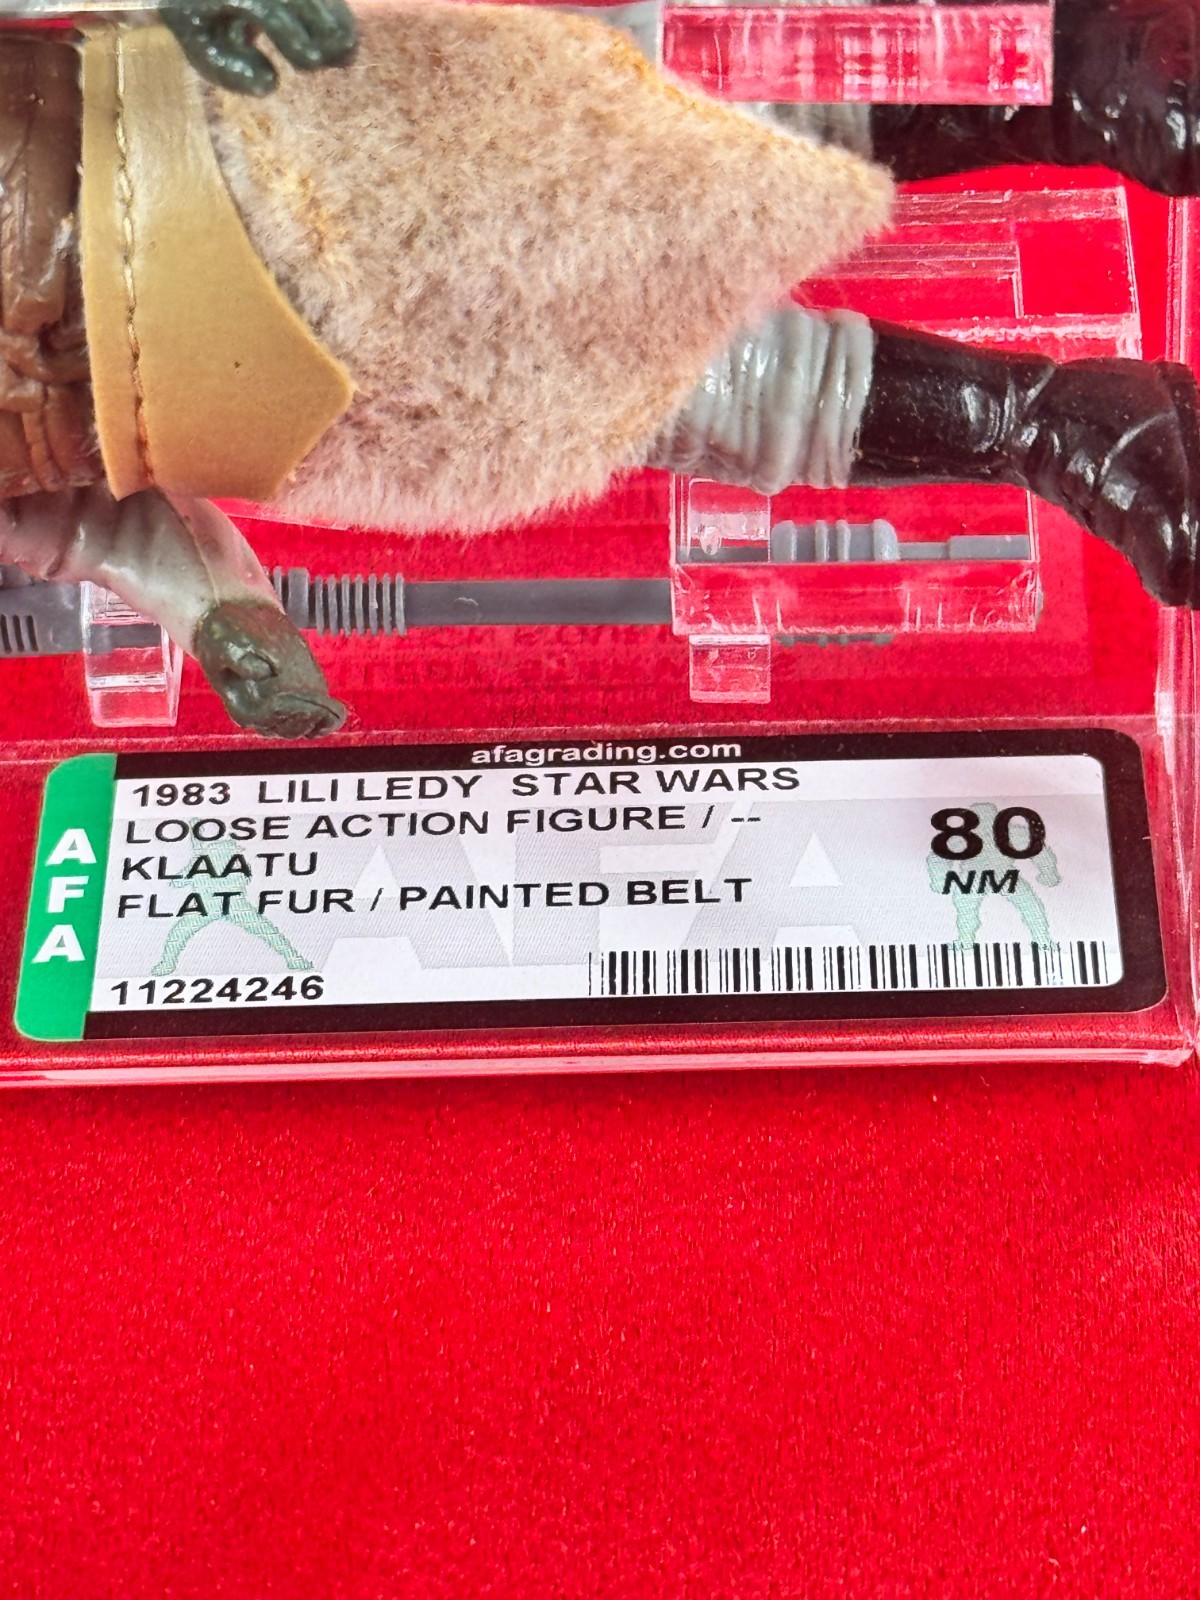 afagrading.com
AFA
1983 LILI LEDY STAR WARS
LOOSE ACTION FIGURE / --
KLAATU
FLAT FUR / PAINTED BELT
80
NM
11224246